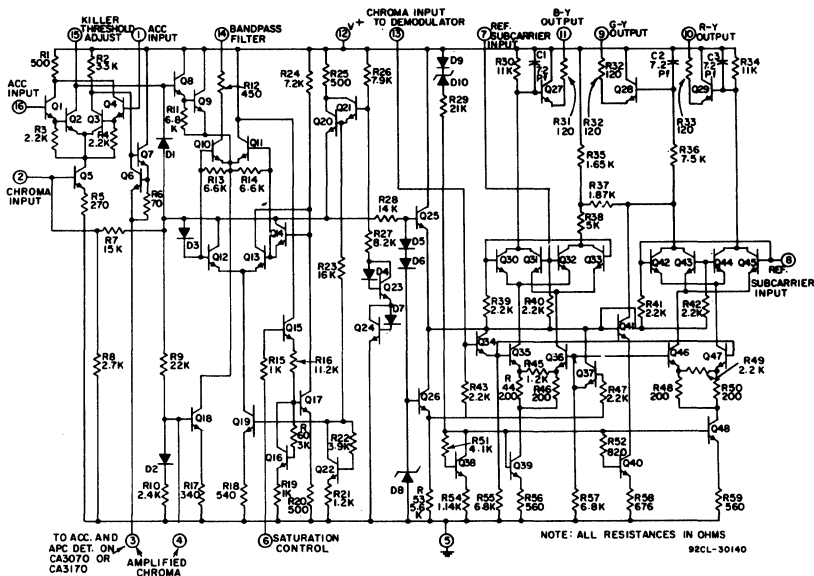 KILLER
THRESHOLD
ADJUST
15
1
ACC
INPUT
14
BANDPASS
FILTER
12
V+
CHROMA INPUT
TO DEMODULATOR
13
7
REF.
SUBCARRIER
INPUT
B-Y
OUTPUT
11
G-Y
OUTPUT
9
R-Y
OUTPUT
10
R1
500
R2
33K
ACC
INPUT
16
Q1
Q2
Q3
Q4
R3
2.2K
R4
2.2K
Q5
Q6
Q7
2
CHROMA
INPUT
R5
270
R6
70
R7
15K
R8
2.7K
R9
22K
D1
D2
R10
2.4K
Q8
Q9
R11
6.8
K
R12
450
Q10
Q11
R13
6.6K
R14
6.6K
D3
Q12
Q13
Q14
Q15
R15
1K
R16
11.2K
Q16
Q17
R
60
3K
Q18
Q19
R17
340
R18
540
R19
1K
R20
500
R24
7.2K
R25
500
R26
7.9K
Q20
Q21
R28
14K
R27
8.2K
R23
16K
D4
Q23
D7
Q24
R22
3.9K
Q22
R21
1.2K
D9
D10
R29
21K
Q25
D5
D6
Q26
D8
R43
2.2K
R
53
5.6
K
R51
4.1K
Q38
R54
1.14K
R55
6.8K
Q39
R56
560
R57
6.8K
R52
820
Q40
R58
676
Q48
R59
560
R30
11K
C1
7.2
Pf
Q27
R31
120
R32
120
R32
120
Q28
C2
7.2
Pf
C3
7.2
Pf
Q29
R33
120
R34
11K
R35
1.65K
R36
7.5K
R37
1.87K
R38
5K
Q30
Q31
Q32
Q33
Q42
Q43
Q44
Q45
8
REF.
SUBCARRIER
INPUT
R39
2.2K
R40
2.2K
R41
2.2K
R42
2.2K
Q34
Q35
Q36
Q37
Q41
Q46
Q47
R45
1.2K
R
44
200
R46
200
R47
2.2K
R48
200
R49
2.2K
R50
200
TO ACC. AND
APC DET. ON
CA3070 OR
CA3170
3
AMPLIFIED
CHROMA
4
6
SATURATION
CONTROL
5
NOTE: ALL RESISTANCES IN OHMS
92CL-30140